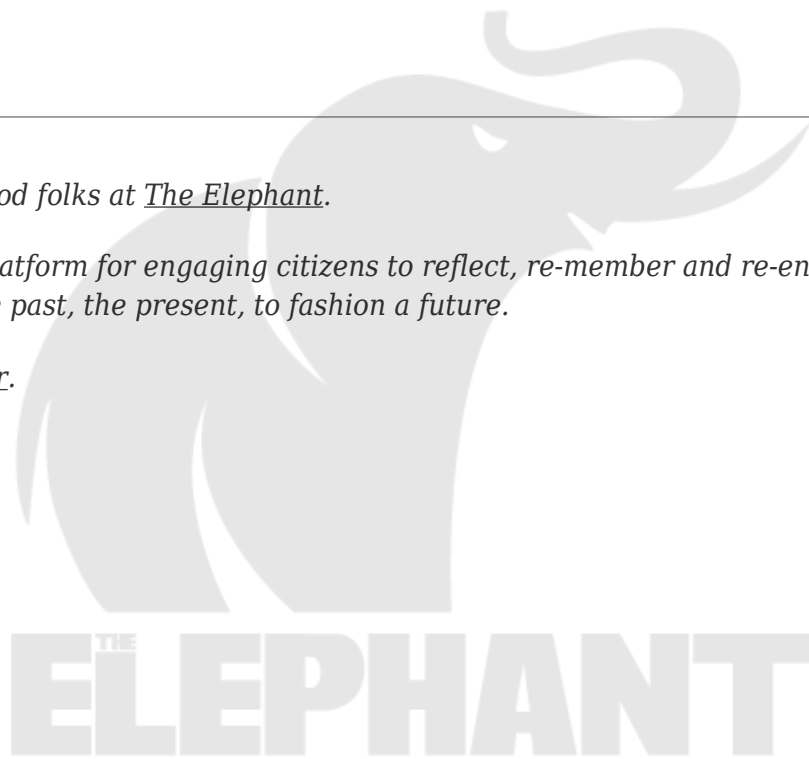 od folks at The Elephant.
atform for engaging citizens to reflect, re-member and re-en
past, the present, to fashion a future.
r.
THE
ELEPHANT